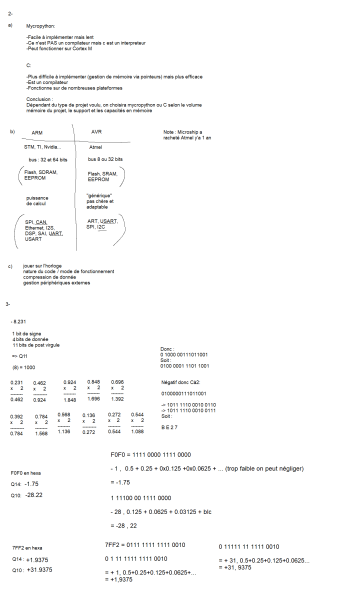 2-
a) Mycropython:
-Facile à implémenter mais lent
-Ce n'est PAS un compilateur mais c est un interpreteur
-Peut fonctionner sur Cortex M
C:
-Plus difficile à implémenter (gestion de mémoire via pointeurs) mais plus efficace
-Est un compilateur
-Fonctionne sur de nombreuses plateformes
Conclusion :
Dépendant du type de projet voulu, on choisira mycropython ou C selon le volume
mémoire du projet, le support et les capacités en mémoire
b) ARM AVR Note : Microship a
racheté Atmel y'a 1 an
STM, TI, Nvidia... Atmel
bus : 32 et 64 bits bus 8 ou 32 bits
Flash, SDRAM, Flash, SRAM,
EEPROM EEPROM
puissance "générique"
de calcul pas chère et
adaptable
SPI, CAN, ART, USART,
Ethernet, I2S, SPI, I2C
DSP, SAI, UART,
USART
c) jouer sur l'horloge
nature du code / mode de fonctionnement
compression de donnée
gestion périphériques externes
3-
- 8.231
1 bit de signe
4 bits de donnée
11 bits de post virgule
=> Q11
(8) = 1000
Donc :
0 1000 00111011001
Soit :
0100 0001 1101 1001
0.231 0.462 0.924 0.848 0.696
x 2 x 2 x 2 x 2 x 2
0.462 0.924 1.848 1.696 1.392
Négatif donc Cà2:
0100000111011001
-> 1011 1110 0010 0110
-> 1011 1110 0010 0111
Soit :
B E 2 7
0.392 0.784 0.568 0.136 0.272 0.544
x 2 x 2 x 2 x 2 x 2 x 2
0.784 1.568 1.136 0.272 0.544 1.088
F0F0 = 1111 0000 1111 0000
F0F0 en hexa
- 1 , 0.5 + 0.25 + 0x0.125 +0x0.0625 + ... (trop faible on peut négliger)
Q14: -1.75
= -1.75
Q10: -28.22
1 11100 00 1111 0000
- 28 , 0.125 + 0.0625 + 0.03125 + blc
= -28 , 22
7FF2 en hexa
7FF2 = 0111 1111 1111 0010
0 11111 11 1111 0010
Q14 : +1.9375
0 1 11 1111 1111 0010
= + 31, 0.5+0.25+0.125+0.0625...
Q10 : +31.9375
= + 1, 0.5+0.25+0.125+0.0625+...
= +31, 9375
= +1.9375